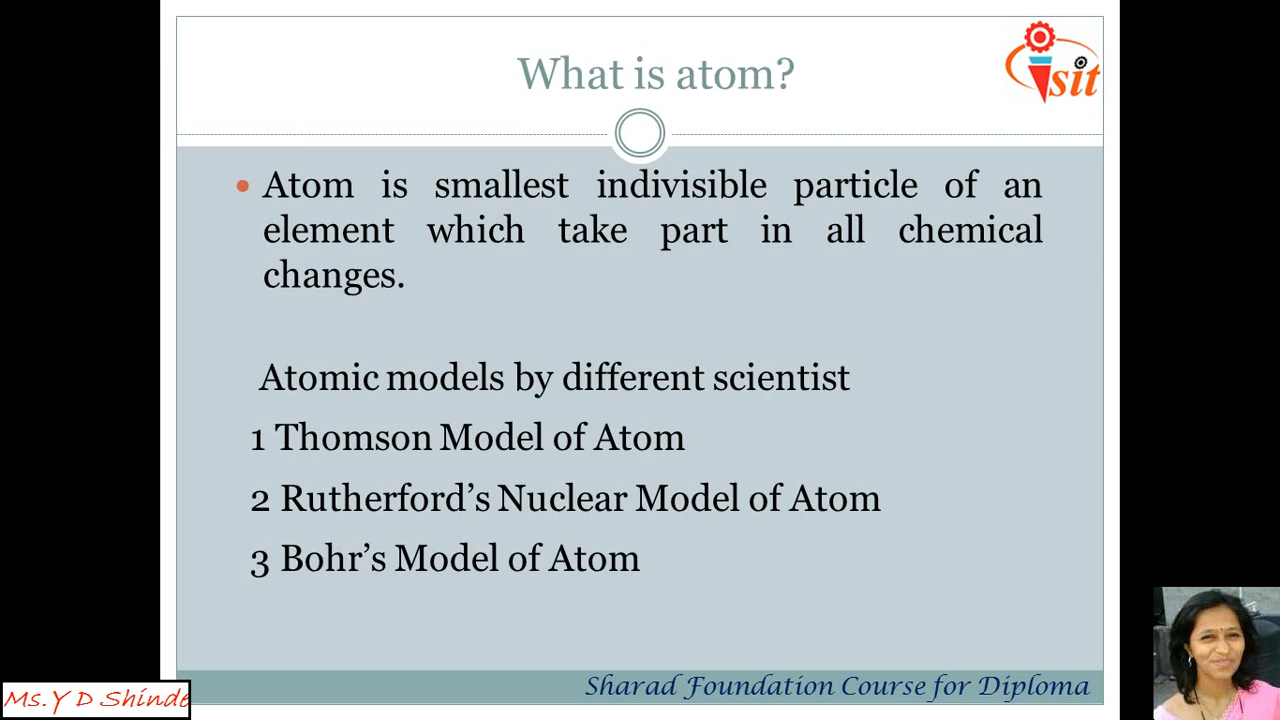 What is atom?
sit
Atom is smallest indivisible particle of an
element which take part in all chemical
changes.
Atomic models by different scientist
1 Thomson Model of Atom
2 Rutherford’s Nuclear Model of Atom
3 Bohr’s Model of Atom
Ms.Y D Shinde
Sharad Foundation Course for Diploma